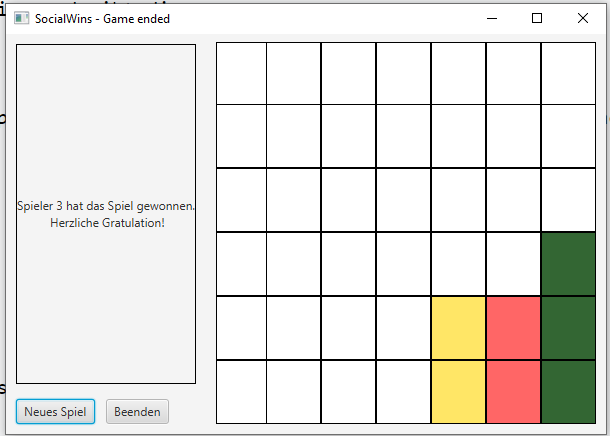 SocialWins - Game ended
Spieler 3 hat das Spiel gewonnen.
Herzliche Gratulation!
Neues Spiel
Beenden